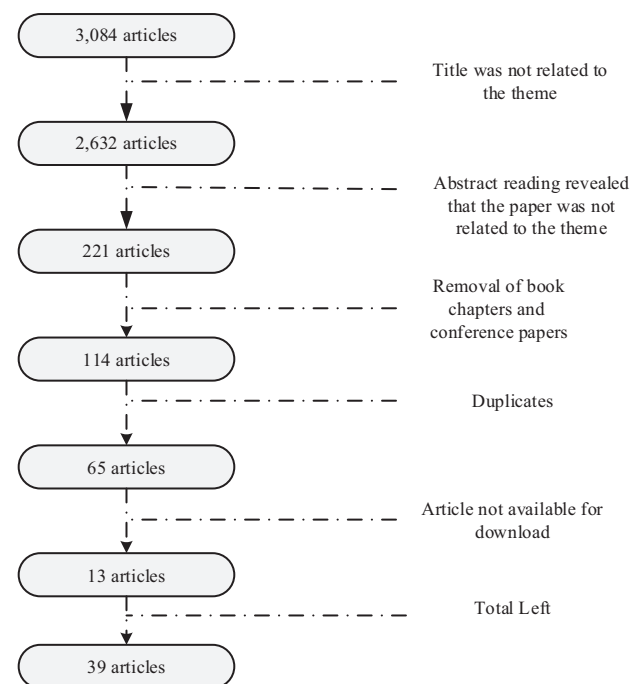 3,084 articles
Title was not related to
the theme
2,632 articles
Abstract reading revealed
that the paper was not
related to the theme
221 articles
Removal of book
chapters and
conference papers
114 articles
Duplicates
65 articles
Article not available for
download
13 articles
Total Left
39 articles